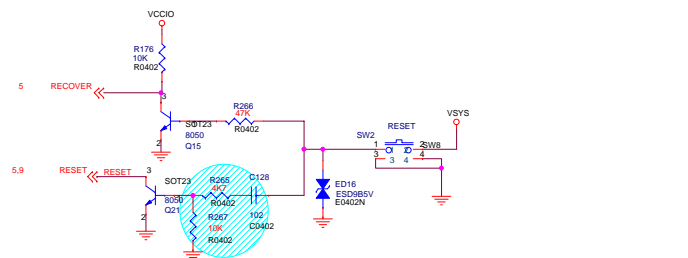 VCCIO
R176
10K
R0402
5 RECOVER
3
SOT23
8050
Q15
2
R266
47K
R0402
VSYS
RESET
SW2
1 2 SW8
3 3 4 4
5,9 RESET RESET
3
SOT23
8050
Q21
2
R265
4K7
R0402
C128
102
C0402
R267
10K
R0402
ED16
ESD9B5V
E0402N